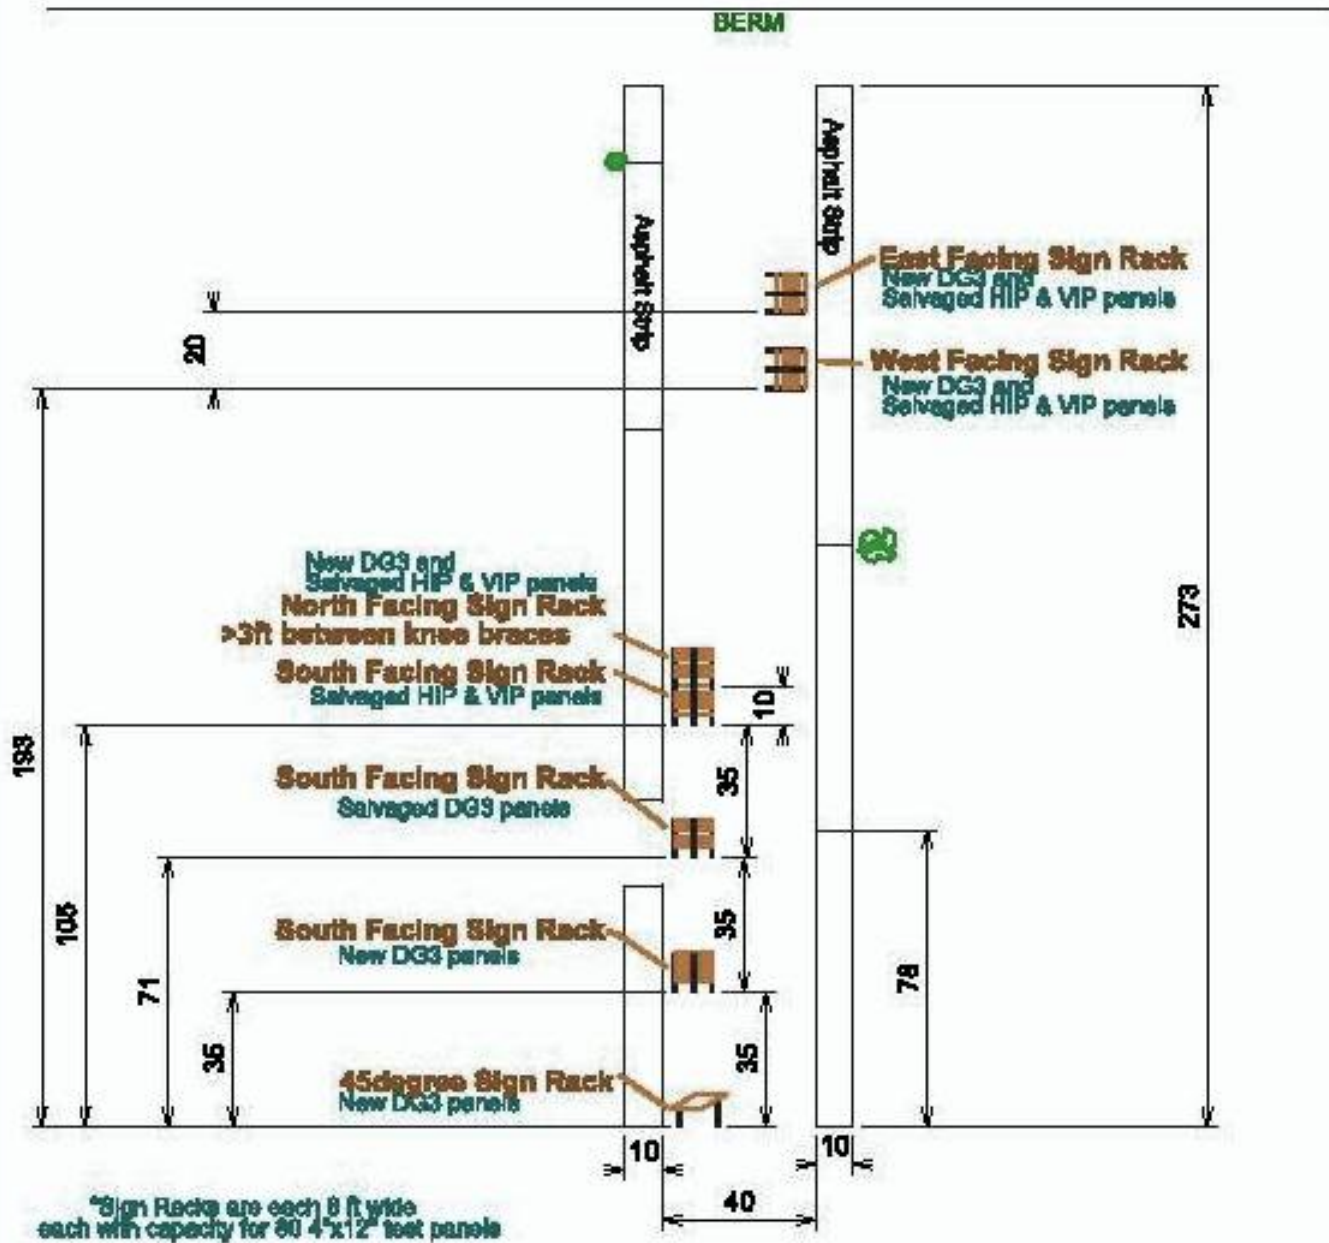 BERM
Asphalt Strip
Asphalt Strip
East Facing Sign Rack
New DG3 and
Salvaged HIP & VIP panels
20
West Facing Sign Rack
New DG3 and
Salvaged HIP & VIP panels
New DG3 and
Salvaged HIP & VIP panels
North Facing Sign Rack
>3ft between knee braces
South Facing Sign Rack
Salvaged HIP & VIP panels
10
273
193
South Facing Sign Rack
Salvaged DG3 panels
35
105
South Facing Sign Rack
New DG3 panels
35
71
78
35
45degree Sign Rack
New DG3 panels
35
10
10
40
*Sign Racks are each 8 ft wide
each with capacity for 80 4"x12" test panels